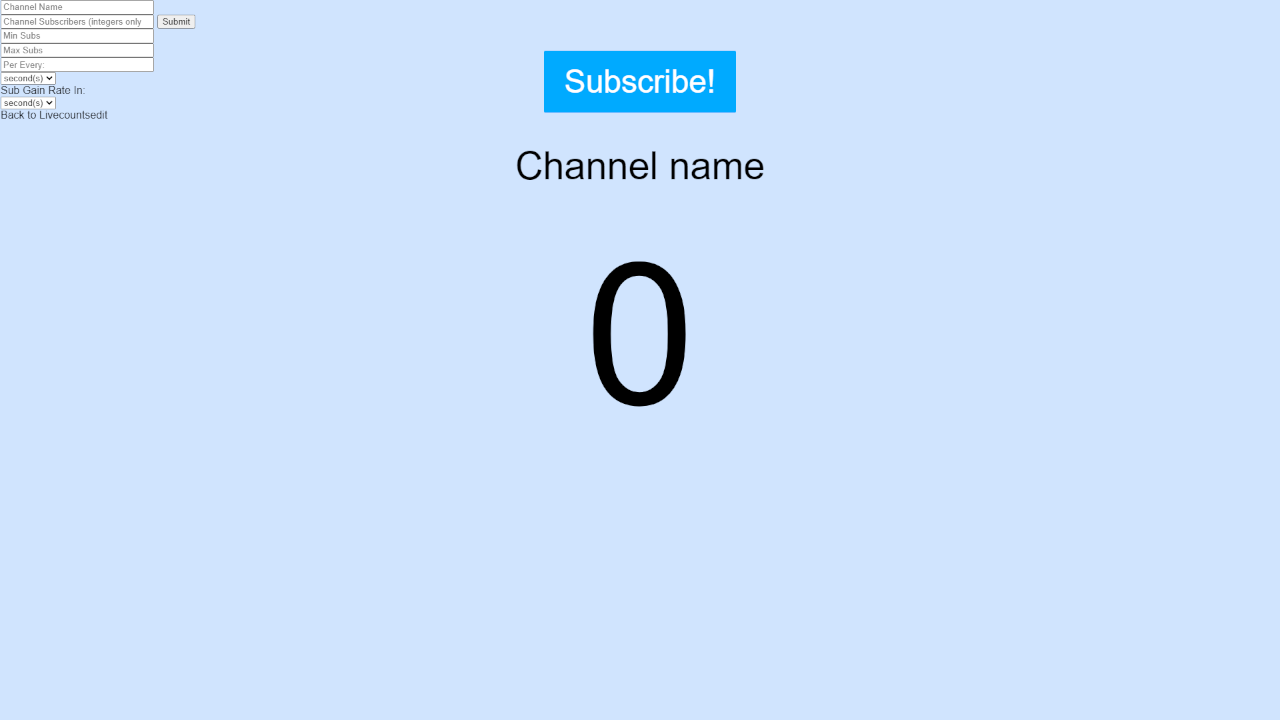 Channel Name
Channel Subscribers (integers only Submit
Min Subs
Max Subs
Per Every:
second(s)
Sub Gain Rate In:
second(s)
Back to Livecountsedit
Subscribe!
Channel name
0